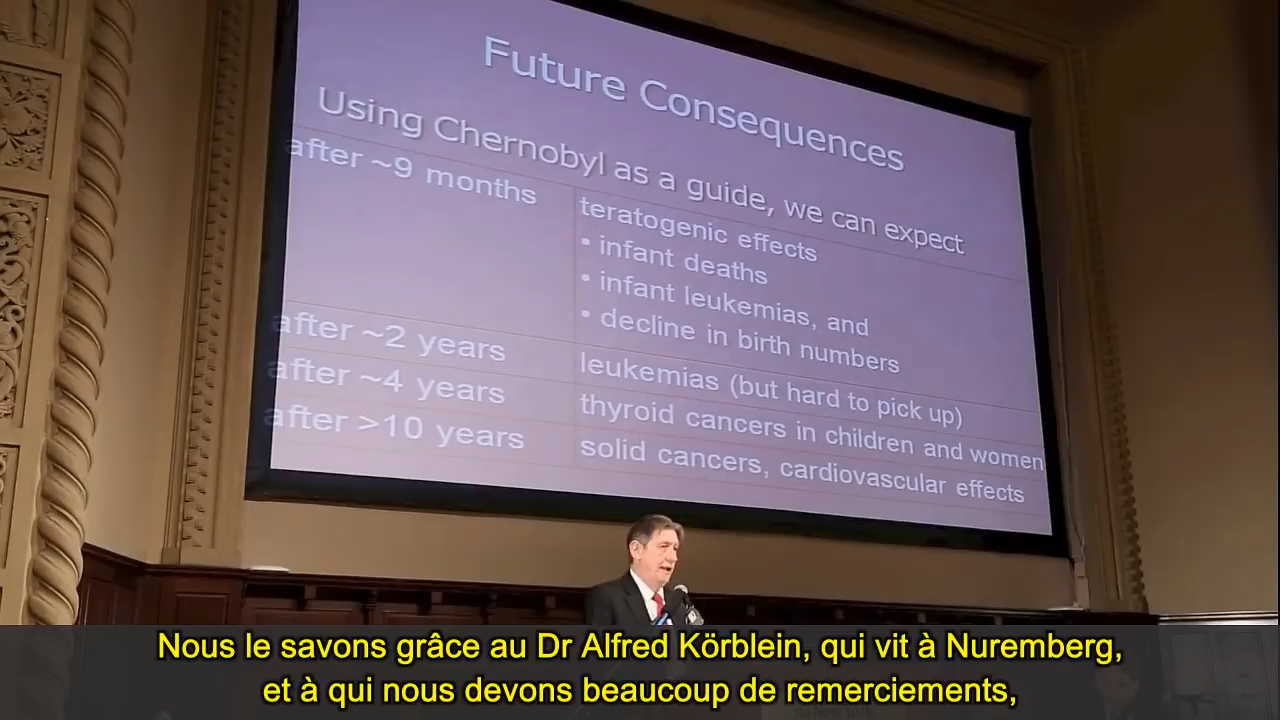 Future Consequences
Using Chernobyl as a guide, we can expect
after ~9 months
teratogenic effects
• infant deaths
• infant leukemias, and
• decline in birth numbers
after ~2 years
leukemias (but hard to pick up)
after ~4 years
thyroid cancers in children and women
after >10 years
solid cancers, cardiovascular effects
Nous le savons grâce au Dr Alfred Körblein, qui vit à Nuremberg,
et à qui nous devons beaucoup de remerciements,